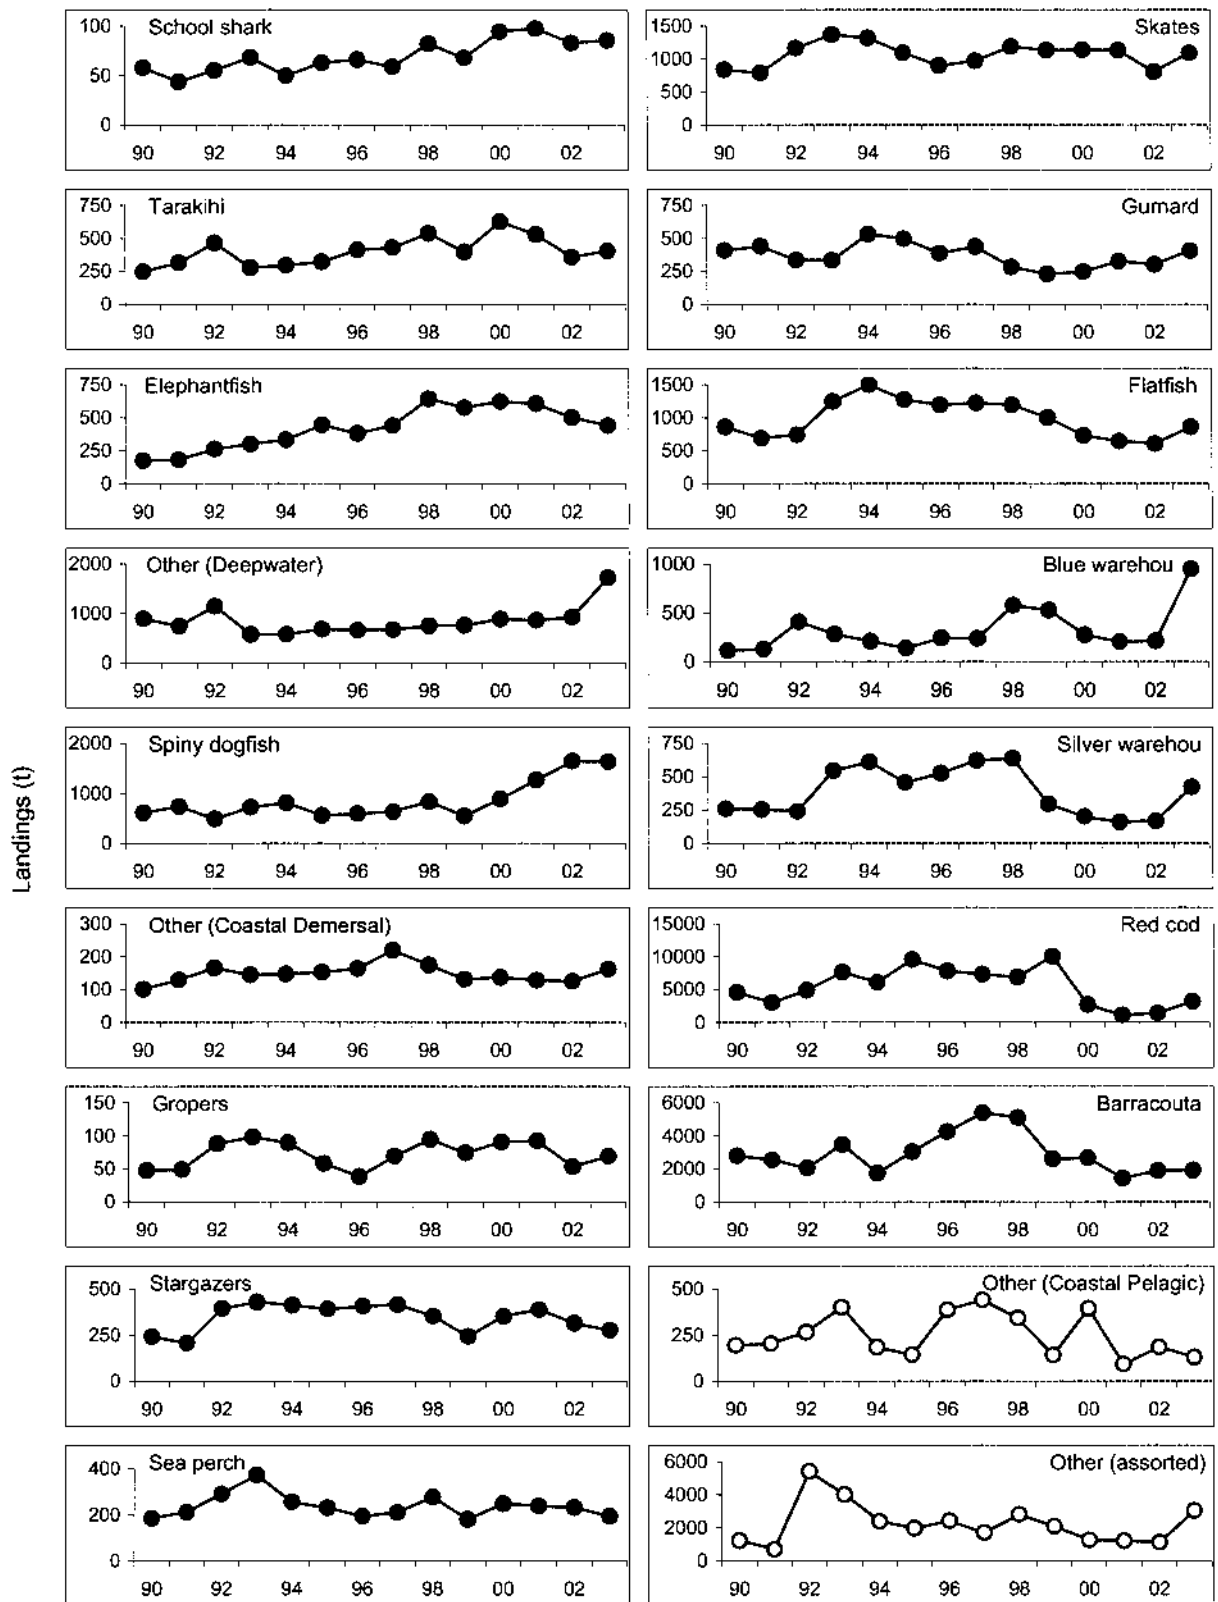 Landings (t)
School shark
100
50
0
90 92 94 96 98 00 02
Skates
1500
1000
500
0
90 92 94 96 98 00 02
Tarakihi
750
500
250
0
90 92 94 96 98 00 02
Gurnard
750
500
250
0
90 92 94 96 98 00 02
Elephantfish
750
500
250
0
90 92 94 96 98 00 02
Flatfish
1500
1000
500
0
90 92 94 96 98 00 02
Other (Deepwater)
2000
1000
0
90 92 94 96 98 00 02
Blue warehou
1000
500
0
90 92 94 96 98 00 02
Spiny dogfish
2000
1000
0
90 92 94 96 98 00 02
Silver warehou
750
500
250
0
90 92 94 96 98 00 02
Other (Coastal Demersal)
300
200
100
0
90 92 94 96 98 00 02
Red cod
15000
10000
5000
0
90 92 94 96 98 00 02
Gropers
150
100
50
0
90 92 94 96 98 00 02
Barracouta
6000
4000
2000
0
90 92 94 96 98 00 02
Stargazers
500
250
0
90 92 94 96 98 00 02
Other (Coastal Pelagic)
500
250
0
90 92 94 96 98 00 02
Sea perch
400
200
0
90 92 94 96 98 00 02
Other (assorted)
6000
4000
2000
0
90 92 94 96 98 00 02